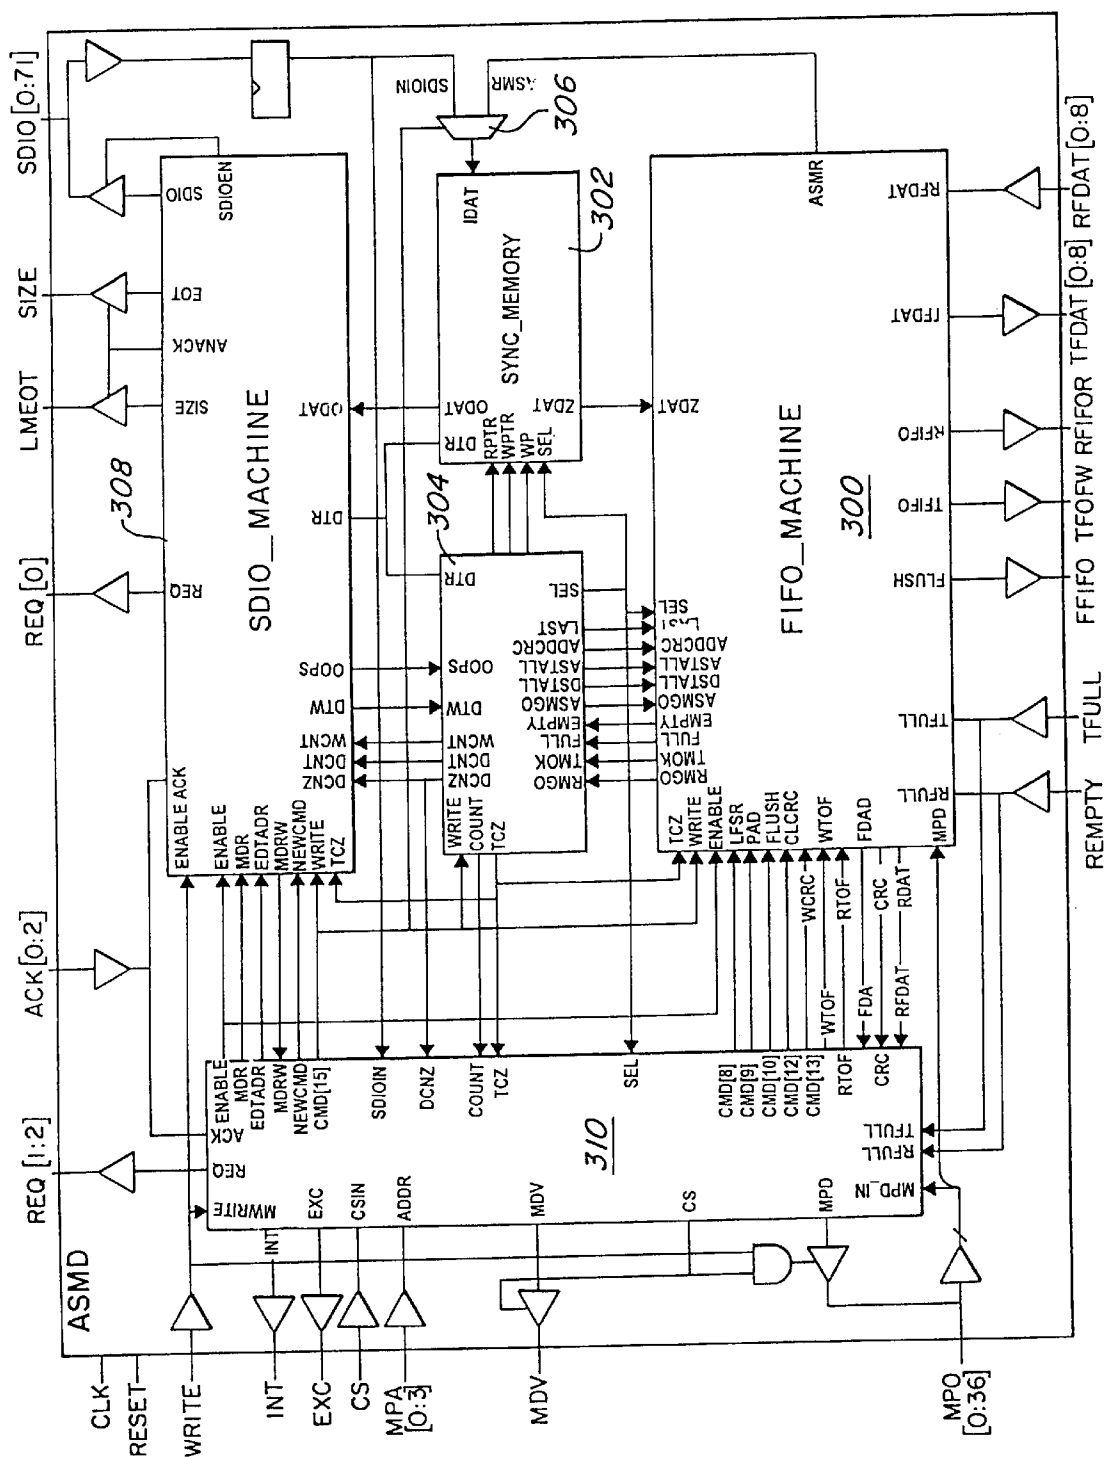 ASMD
CLK
RESET
WRITE
INT
EXC
CS
MPA
[0:3]
MDV
MPO
[0:36]
REQ [1:2]
ACK [0:2]
REQ [0]
LMEOT
SIZE
SDIO [0:71]
REMPTY
TFULL
FFIFO
TFOFW
RFIFOR
TFDAT [0:8]
RFDAT [0:8]
308
SDIO_MACHINE
ENABLE ACK
ENABLE
MDR
EDTADR
MDRW
NEWCMD
WRITE
TCZ
REQ
SIZE
ANACK
EOT
SDIO
SDIOEN
DCNZ
DCNT
WCNT
DTW
OOPS
DTR
ODAT
SDIOIN
ASMR
306
302
SYNC_MEMORY
IDAT
ODAT
DTR
ZDAT
RPTR
WPTR
WP
SEL
304
DTR
OOPS
DTW
WCNT
DCNT
DCNZ
WRITE
COUNT
TCZ
SEL
LAST
ADDCRC
ASTALL
DSTALL
ASMGO
EMPTY
FULL
TMOK
RMGO
FIFO_MACHINE
300
ZDAT
ASMR
SEL
ADDCRC
ASTALL
DSTALL
ASMGO
EMPTY
FULL
TMOK
RMGO
TCZ
WRITE
ENABLE
LFSR
PAD
FLUSH
CLCRC
WCRC
WTOF
RTOF
FDAD
CRC
RDAT
MPD
RFULL
TFULL
FLUSH
TFIFO
RFIFO
TFDAT
RFDAT
310
MWRITE
REQ
ACK
ENABLE
MDR
EDTADR
MDRW
NEWCMD
CMD[15]
SDIOIN
DCNZ
COUNT
TCZ
SEL
CMD[8]
CMD[9]
CMD[10]
CMD[12]
CMD[13]
WTOF
RTOF
FDA
CRC
RFDAT
TFULL
RFULL
MPD_IN
INT
EXC
CSIN
ADDR
MDV
CS
MPD